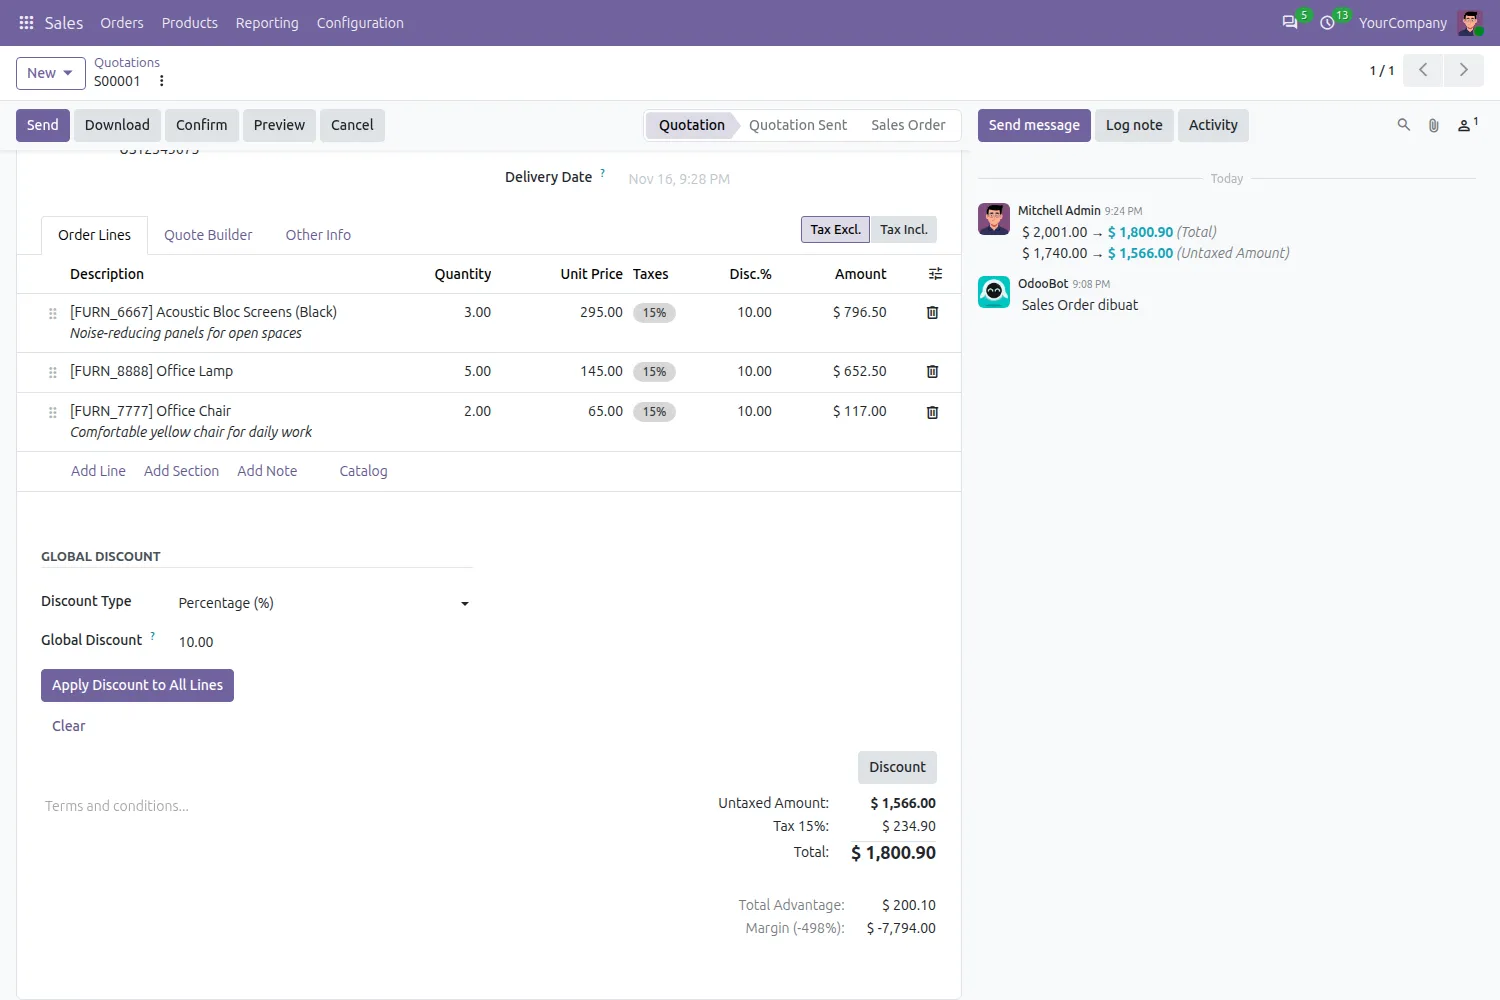 Sales Orders Products Reporting Configuration 5 13 YourCompany
New Quotations
S00001 1 / 1
Send Download Confirm Preview Cancel Quotation Quotation Sent Sales Order Send message Log note Activity 1
Delivery Date ? Nov 16, 9:28 PM
Order Lines Quote Builder Other Info Tax Excl. Tax Incl.
Description Quantity Unit Price Taxes Disc.% Amount
[FURN_6667] Acoustic Bloc Screens (Black) 3.00 295.00 15% 10.00 $ 796.50
Noise-reducing panels for open spaces
[FURN_8888] Office Lamp 5.00 145.00 15% 10.00 $ 652.50
[FURN_7777] Office Chair 2.00 65.00 15% 10.00 $ 117.00
Comfortable yellow chair for daily work
Add Line Add Section Add Note Catalog
GLOBAL DISCOUNT
Discount Type Percentage (%)
Global Discount ? 10.00
Apply Discount to All Lines
Clear
Discount
Terms and conditions...
Untaxed Amount: $ 1,566.00
Tax 15%: $ 234.90
Total: $ 1,800.90
Total Advantage: $ 200.10
Margin (-498%): $ -7,794.00
Today
Mitchell Admin 9:24 PM
$ 2,001.00 → $ 1,800.90 (Total)
$ 1,740.00 → $ 1,566.00 (Untaxed Amount)
OdooBot 9:08 PM
Sales Order dibuat